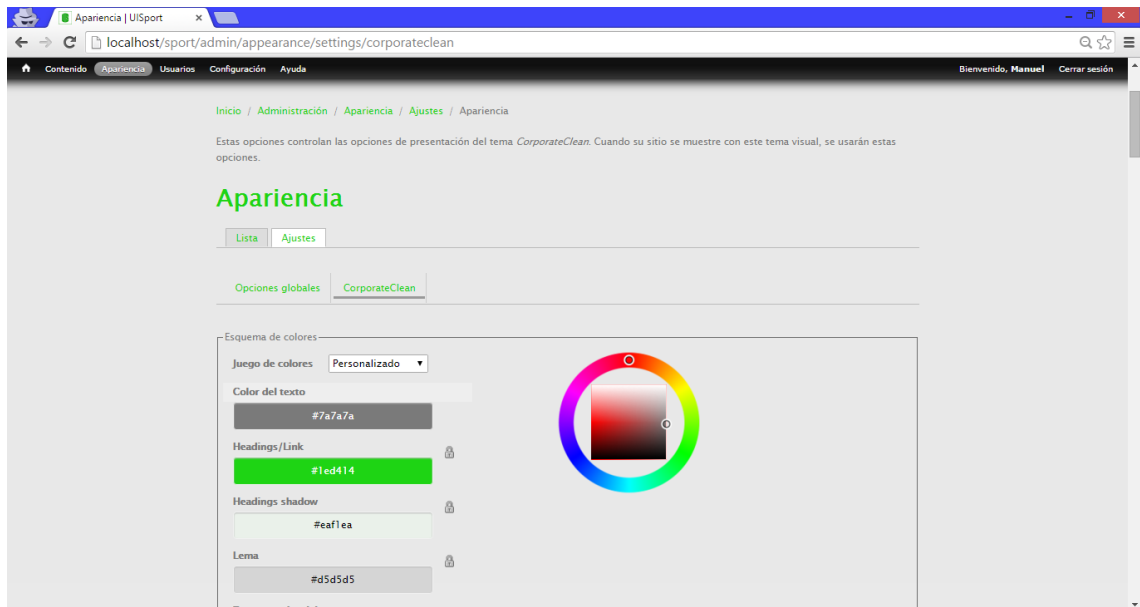 Apariencia | UISport
localhost/sport/admin/appearance/settings/corporateclean
Contenido Apariencia Usuarios Configuración Ayuda Bienvenido, Manuel Cerrar sesión
Inicio / Administración / Apariencia / Ajustes / Apariencia
Estas opciones controlan las opciones de presentación del tema CorporateClean. Cuando su sitio se muestre con este tema visual, se usarán estas
opciones.
Apariencia
Lista Ajustes
Opciones globales CorporateClean
Esquema de colores
Juego de colores Personalizado
Color del texto
#7a7a7a
Headings/Link
#1ed414
Headings shadow
#eaf1ea
Lema
#d5d5d5